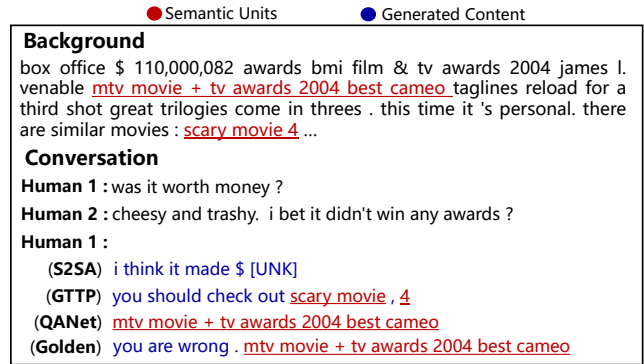 Semantic Units Generated Content
Background
box office $ 110,000,082 awards bmi film & tv awards 2004 james l.
venable mtv movie + tv awards 2004 best cameo taglines reload for a
third shot great trilogies come in threes . this time it 's personal. there
are similar movies : scary movie 4 ...
Conversation
Human 1 : was it worth money ?
Human 2 : cheesy and trashy. i bet it didn't win any awards ?
Human 1 :
(S2SA) i think it made $ [UNK]
(GTTP) you should check out scary movie , 4
(QANet) mtv movie + tv awards 2004 best cameo
(Golden) you are wrong . mtv movie + tv awards 2004 best cameo